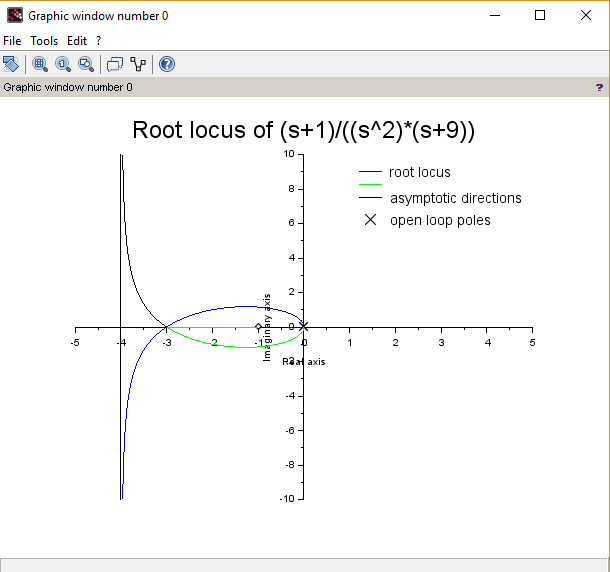 Graphic window number 0
File Tools Edit ?
Graphic window number 0 ?
Root locus of (s+1)/((s^2)*(s+9))
10
8
6
4
2
0
-2
-4
-6
-8
-10
root locus
asymptotic directions
open loop poles
Imaginary axis
-5 -4 -3 -2 -1 0 1 2 3 4 5
Real axis